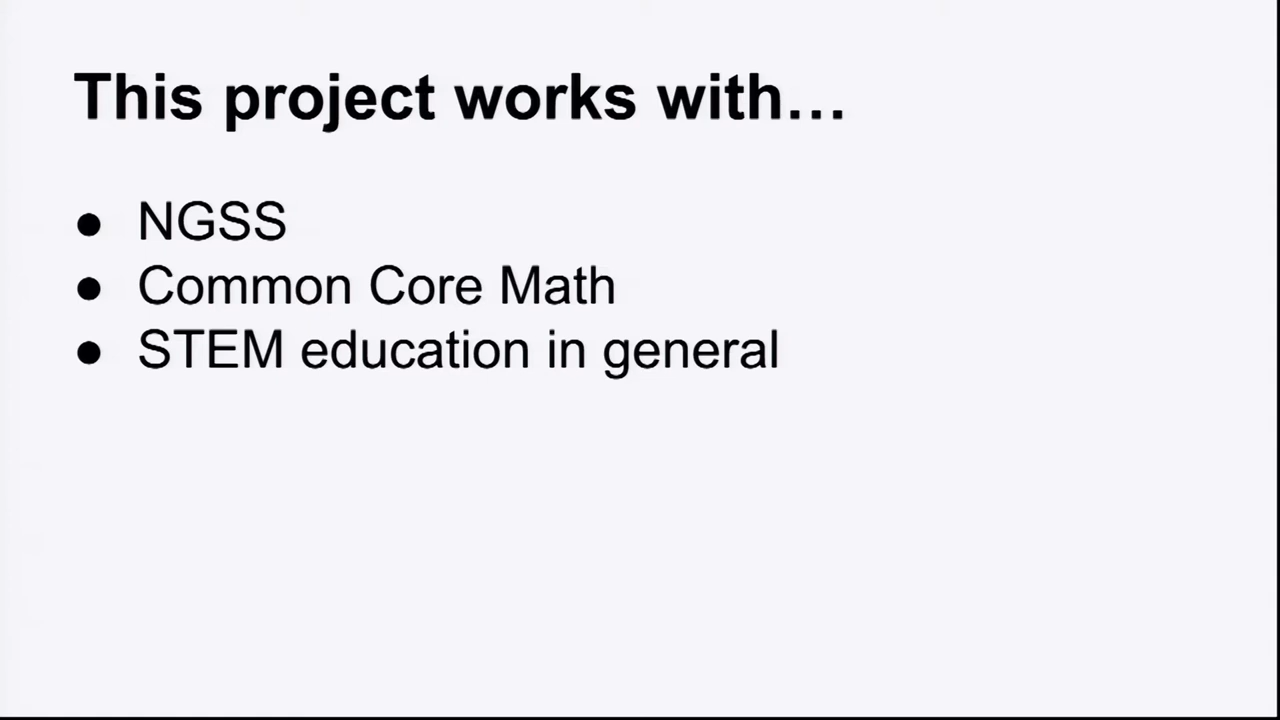 This project works with…
● NGSS
● Common Core Math
● STEM education in general